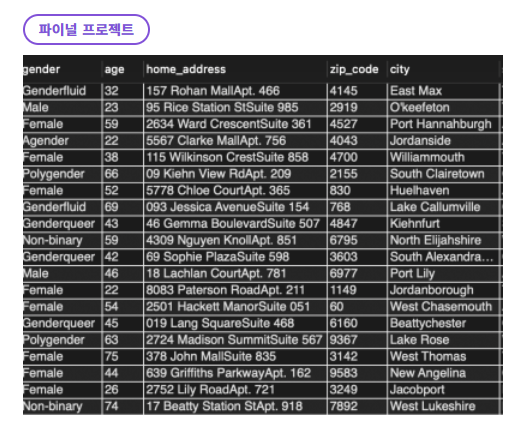 파이널 프로젝트
gender age home_address zip_code city
Genderfluid 32 157 Rohan MallApt. 466 4145 East Max
Male 23 95 Rice Station StSuite 985 2919 O'keefeton
Female 59 2634 Ward CrescentSuite 361 4527 Port Hannahburgh
Agender 22 5567 Clarke MallApt. 756 4043 Jordanside
Female 38 115 Wilkinson CrestSuite 858 4700 Williammouth
Polygender 66 09 Kiehn View RdApt. 209 2155 South Clairetown
Female 52 5778 Chloe CourtApt. 365 830 Huelhaven
Genderfluid 69 093 Jessica AvenueSuite 154 768 Lake Callumville
Genderqueer 43 46 Gemma BoulevardSuite 507 4847 Kiehnfurt
Non-binary 59 4309 Nguyen KnollApt. 851 6795 North Elijahshire
Genderqueer 42 69 Sophie PlazaSuite 598 3603 South Alexandra...
Male 46 18 Lachlan CourtApt. 781 6977 Port Lily
Female 22 8083 Paterson RoadApt. 211 1149 Jordanborough
Female 54 2501 Hackett ManorSuite 051 60 West Chasemouth
Genderqueer 45 019 Lang SquareSuite 468 6160 Beattychester
Polygender 63 2724 Madison SummitSuite 567 9367 Lake Rose
Female 75 378 John MallSuite 835 3142 West Thomas
Female 44 639 Griffiths ParkwayApt. 162 9583 New Angelina
Female 26 2752 Lily RoadApt. 721 3249 Jacobport
Non-binary 74 17 Beatty Station StApt. 918 7892 West Lukeshire